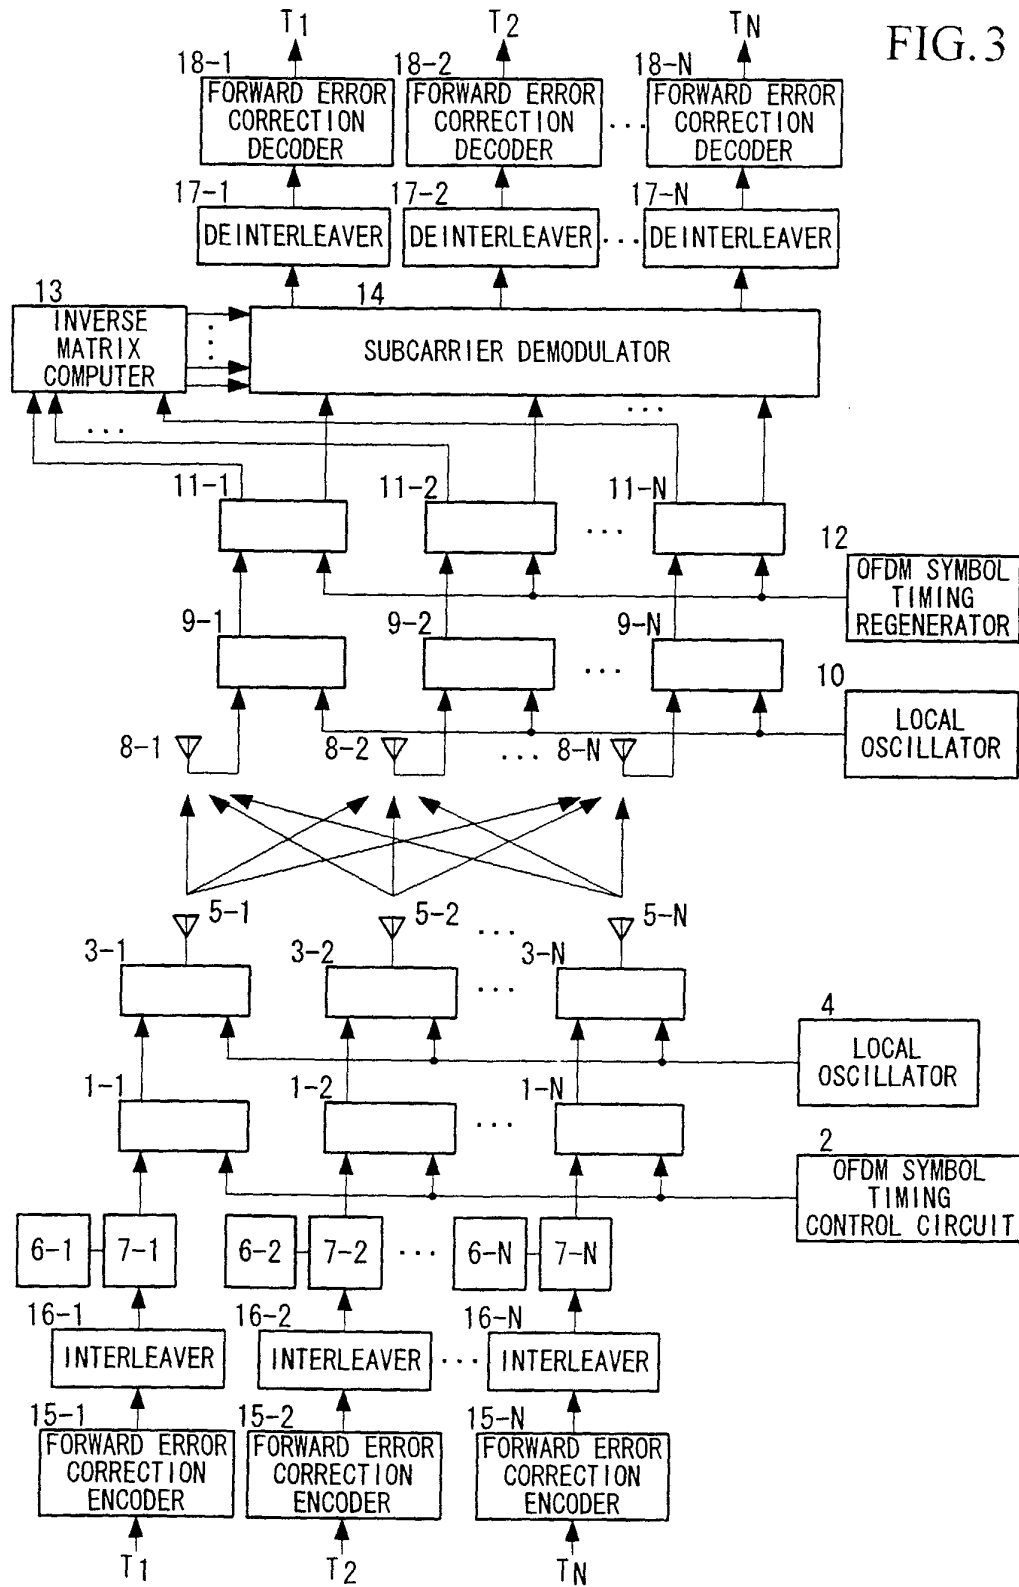 FIG. 3
T1 T2 TN
18-1 18-2 18-N
FORWARD ERROR CORRECTION DECODER
FORWARD ERROR CORRECTION DECODER
...
FORWARD ERROR CORRECTION DECODER
17-1 17-2 17-N
DEINTERLEAVER DEINTERLEAVER ... DEINTERLEAVER
13 14
INVERSE MATRIX COMPUTER
...
SUBCARRIER DEMODULATOR
... ...
11-1 11-2 11-N
...
12
OFDM SYMBOL TIMING REGENERATOR
9-1 9-2 9-N
...
10
LOCAL OSCILLATOR
8-1 8-2 ... 8-N
5-1 5-2 ... 5-N
3-1 3-2 3-N
...
4
LOCAL OSCILLATOR
1-1 1-2 1-N
...
2
OFDM SYMBOL TIMING CONTROL CIRCUIT
6-1 7-1 6-2 7-2 ... 6-N 7-N
16-1 16-2 16-N
INTERLEAVER INTERLEAVER ... INTERLEAVER
15-1 15-2 15-N
FORWARD ERROR CORRECTION ENCODER
FORWARD ERROR CORRECTION ENCODER
FORWARD ERROR CORRECTION ENCODER
T1 T2 TN